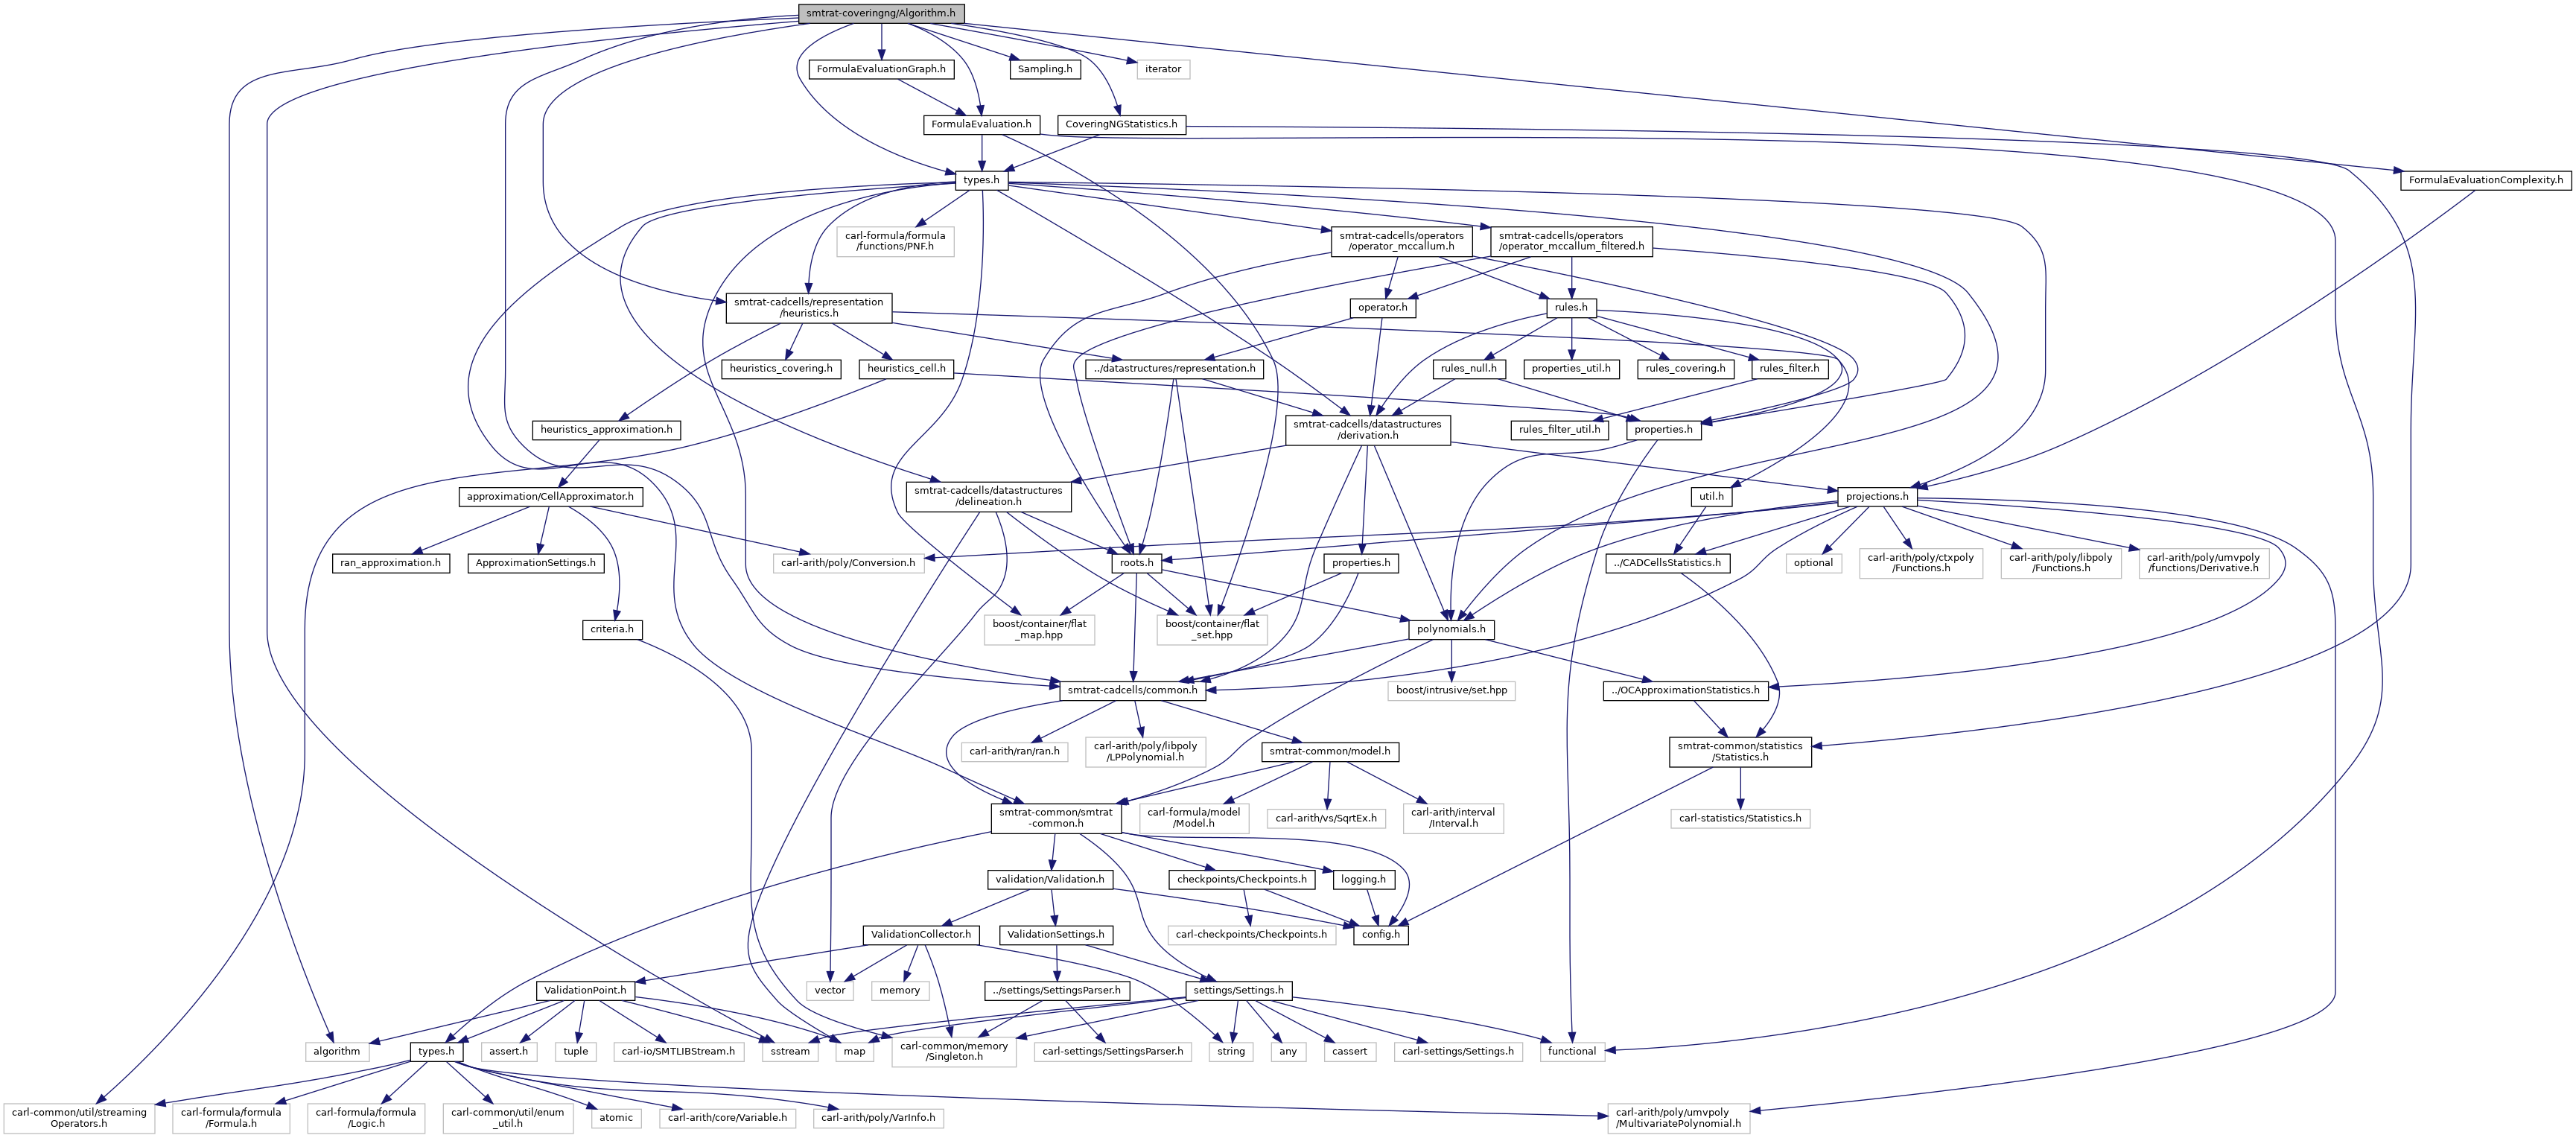 smtrat-coveringng/Algorithm.h
FormulaEvaluationGraph.h
Sampling.h
iterator
FormulaEvaluation.h
CoveringNGStatistics.h
types.h
FormulaEvaluationComplexity.h
carl-formula/formula
/functions/PNF.h
smtrat-cadcells/operators
/operator_mccallum.h
smtrat-cadcells/operators
/operator_mccallum_filtered.h
smtrat-cadcells/representation
/heuristics.h
operator.h
rules.h
heuristics_covering.h
heuristics_cell.h
../datastructures/representation.h
rules_null.h
properties_util.h
rules_covering.h
rules_filter.h
heuristics_approximation.h
smtrat-cadcells/datastructures
/derivation.h
rules_filter_util.h
properties.h
approximation/CellApproximator.h
smtrat-cadcells/datastructures
/delineation.h
util.h
projections.h
ran_approximation.h
ApproximationSettings.h
carl-arith/poly/Conversion.h
roots.h
properties.h
../CADCellsStatistics.h
optional
carl-arith/poly/ctxpoly
/Functions.h
carl-arith/poly/libpoly
/Functions.h
carl-arith/poly/umvpoly
/functions/Derivative.h
criteria.h
boost/container/flat
_map.hpp
boost/container/flat
_set.hpp
polynomials.h
smtrat-cadcells/common.h
boost/intrusive/set.hpp
../OCApproximationStatistics.h
carl-arith/ran/ran.h
carl-arith/poly/libpoly
/LPPolynomial.h
smtrat-common/model.h
smtrat-common/statistics
/Statistics.h
smtrat-common/smtrat
-common.h
carl-formula/model
/Model.h
carl-arith/vs/SqrtEx.h
carl-arith/interval
/Interval.h
carl-statistics/Statistics.h
validation/Validation.h
checkpoints/Checkpoints.h
logging.h
ValidationCollector.h
ValidationSettings.h
carl-checkpoints/Checkpoints.h
config.h
ValidationPoint.h
vector
memory
../settings/SettingsParser.h
settings/Settings.h
algorithm
types.h
assert.h
tuple
carl-io/SMTLIBStream.h
sstream
map
carl-common/memory
/Singleton.h
carl-settings/SettingsParser.h
string
any
cassert
carl-settings/Settings.h
functional
carl-common/util/streaming
Operators.h
carl-formula/formula
/Formula.h
carl-formula/formula
/Logic.h
carl-common/util/enum
_util.h
atomic
carl-arith/core/Variable.h
carl-arith/poly/VarInfo.h
carl-arith/poly/umvpoly
/MultivariatePolynomial.h